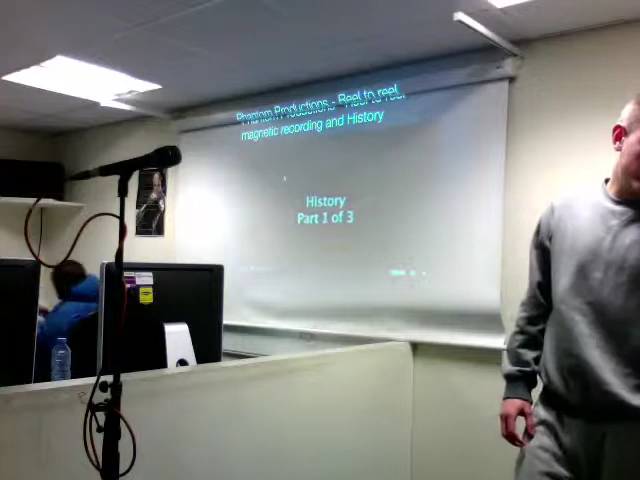 Phantom Productions - Reel to reel
magnetic recording and History
History
Part 1 of 3